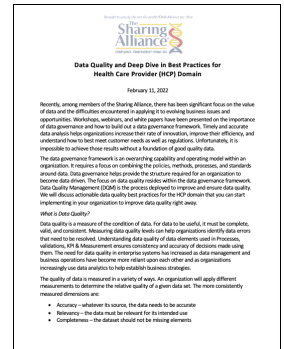 The
Sharing
Alliance
Data Quality and Deep Dive in Best Practices for
Health Care Provider (HCP) Domain
February 11, 2022
Recently, among members of the Sharing Alliance, there has been significant focus on the value
of data and the difficulties encountered in applying it to evolving business issues and
opportunities. Workshops, webinars, and white papers have been presented on the importance
of data governance and how to build out a data governance framework. Timely and accurate
data analysis helps organizations increase their rate of innovation, improve their efficiency, and
understand how to best meet customer needs as well as regulations. Unfortunately, it is
impossible to achieve those results without a foundation of good quality data.
The data governance framework is an overarching capability and operating model within an
organization. It requires a focus on combining the policies, methods, processes, and standards
around data. Data governance helps provide the structure required for an organization to
become data driven. The focus on data quality resides within the data governance framework.
Data Quality Management (DQM) is the process deployed to improve and ensure data quality.
We will discuss actionable data quality best practices for the HCP domain that you can start
implementing in your organization to improve data quality right away.
What is Data Quality?
Data quality is a measure of the condition of data. For data to be useful, it must be complete,
valid, and consistent. Measuring data quality levels can help organizations identify data errors
that need to be resolved. Understanding data quality of data elements used in Processes,
validations, KPI & Measurement ensures consistency and accuracy of decisions made using
them. The need for data quality in enterprise systems has increased as data management and
business operations have become more reliant upon each other and as organizations
increasingly use data analytics to help establish business strategies.
The quality of data is measured in a variety of ways. An organization will apply different
measurements to determine the relative quality of a given data set. The more consistently
measured dimensions are:
• Accuracy – whatever its source, the data needs to be accurate
• Relevancy – the data must be relevant for its intended use
• Completeness – the dataset should not be missing elements